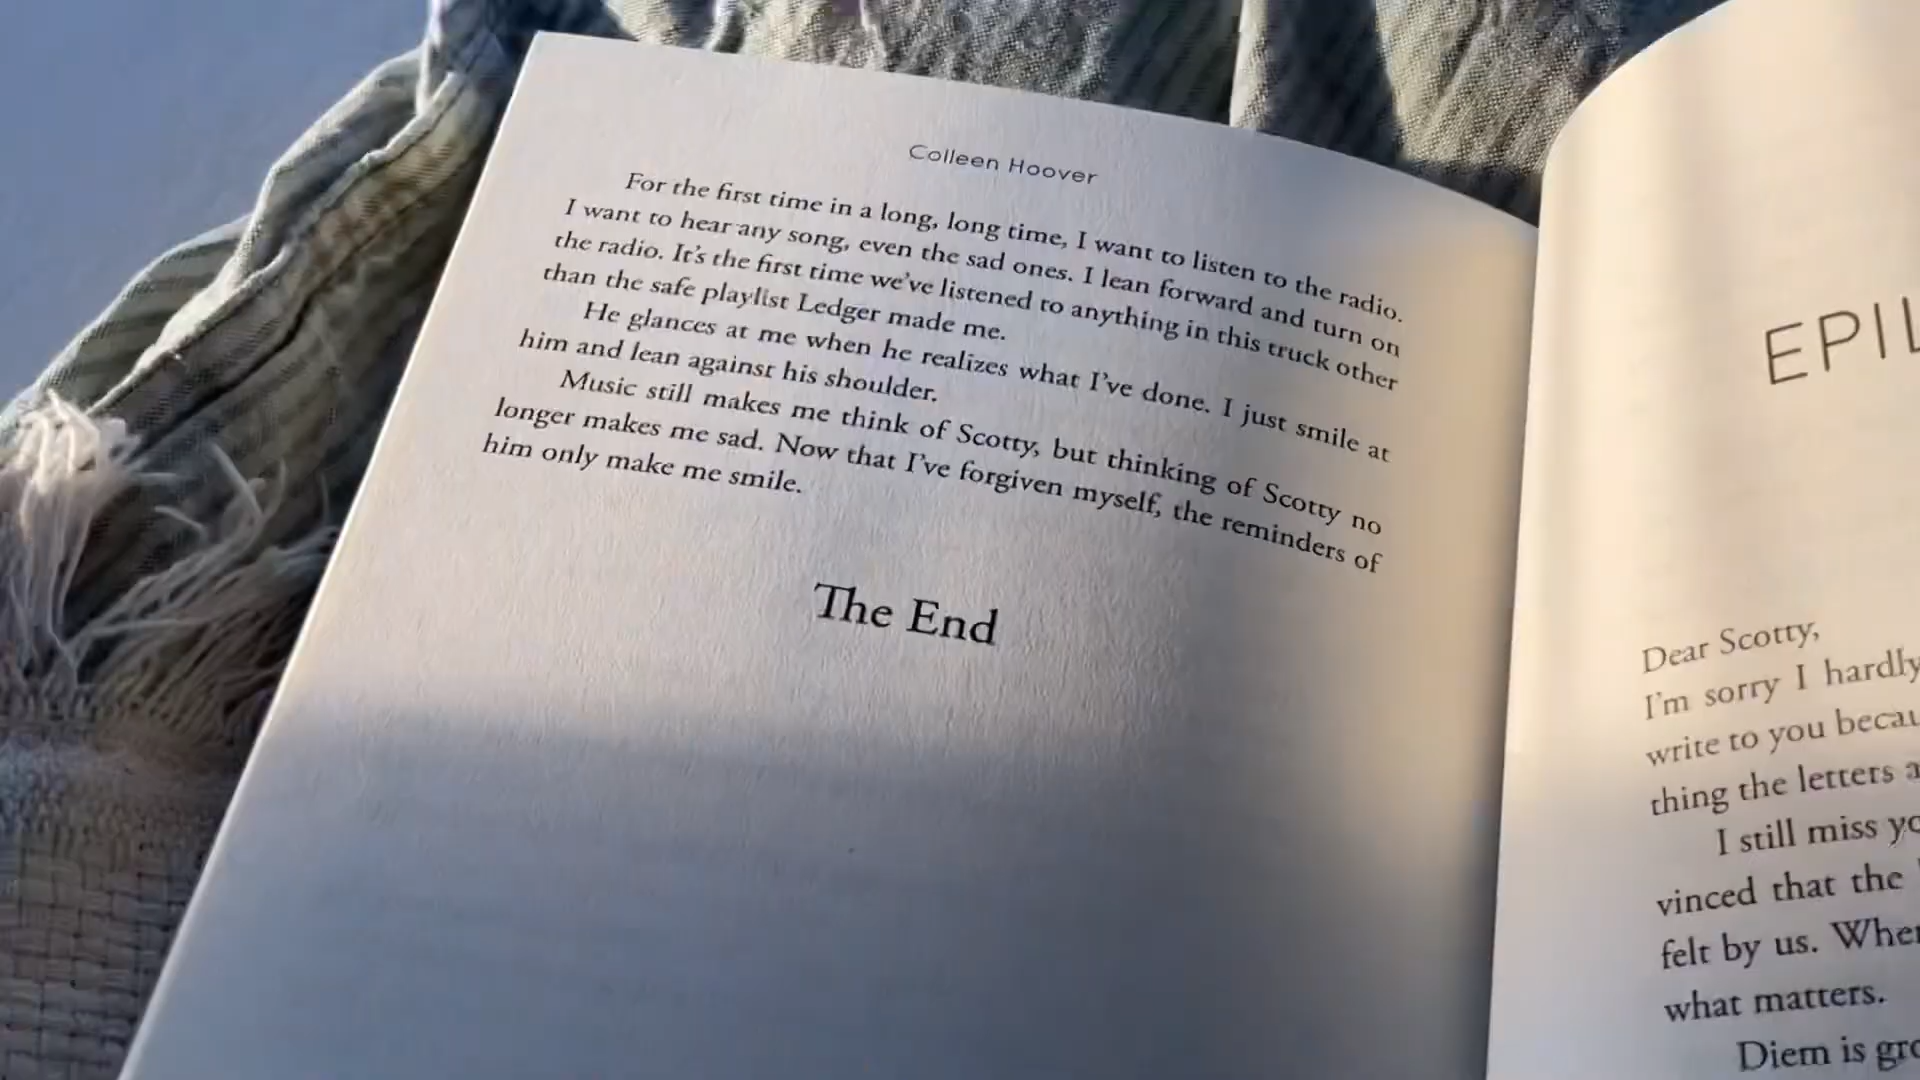 Colleen Hoover
For the first time in a long, long time, I want to listen to the radio.
I want to hear any song, even the sad ones. I lean forward and turn on
the radio. It's the first time we've listened to anything in this truck other
than the safe playlist Ledger made me.
He glances at me when he realizes what I've done. I just smile at
him and lean against his shoulder.
Music still makes me think of Scotty, but thinking of Scotty no
longer makes me sad. Now that I've forgiven myself, the reminders of
him only make me smile.
The End
EPIL
Dear Scotty,
I'm sorry I hardly
write to you becau
thing the letters a
I still miss yo
vinced that the
felt by us. When
what matters.
Diem is gro